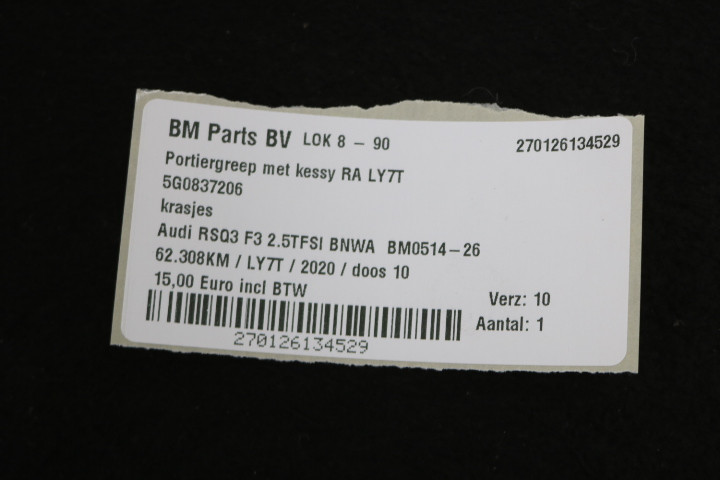 BM Parts BV LOK 8 - 90 270126134529
Portiergreep met kessy RA LY7T
5G0837206
krasjes
Audi RSQ3 F3 2.5TFSI BNWA BM0514-26
62.308KM / LY7T / 2020 / doos 10
15,00 Euro incl BTW
Verz: 10
Aantal: 1
270126134529